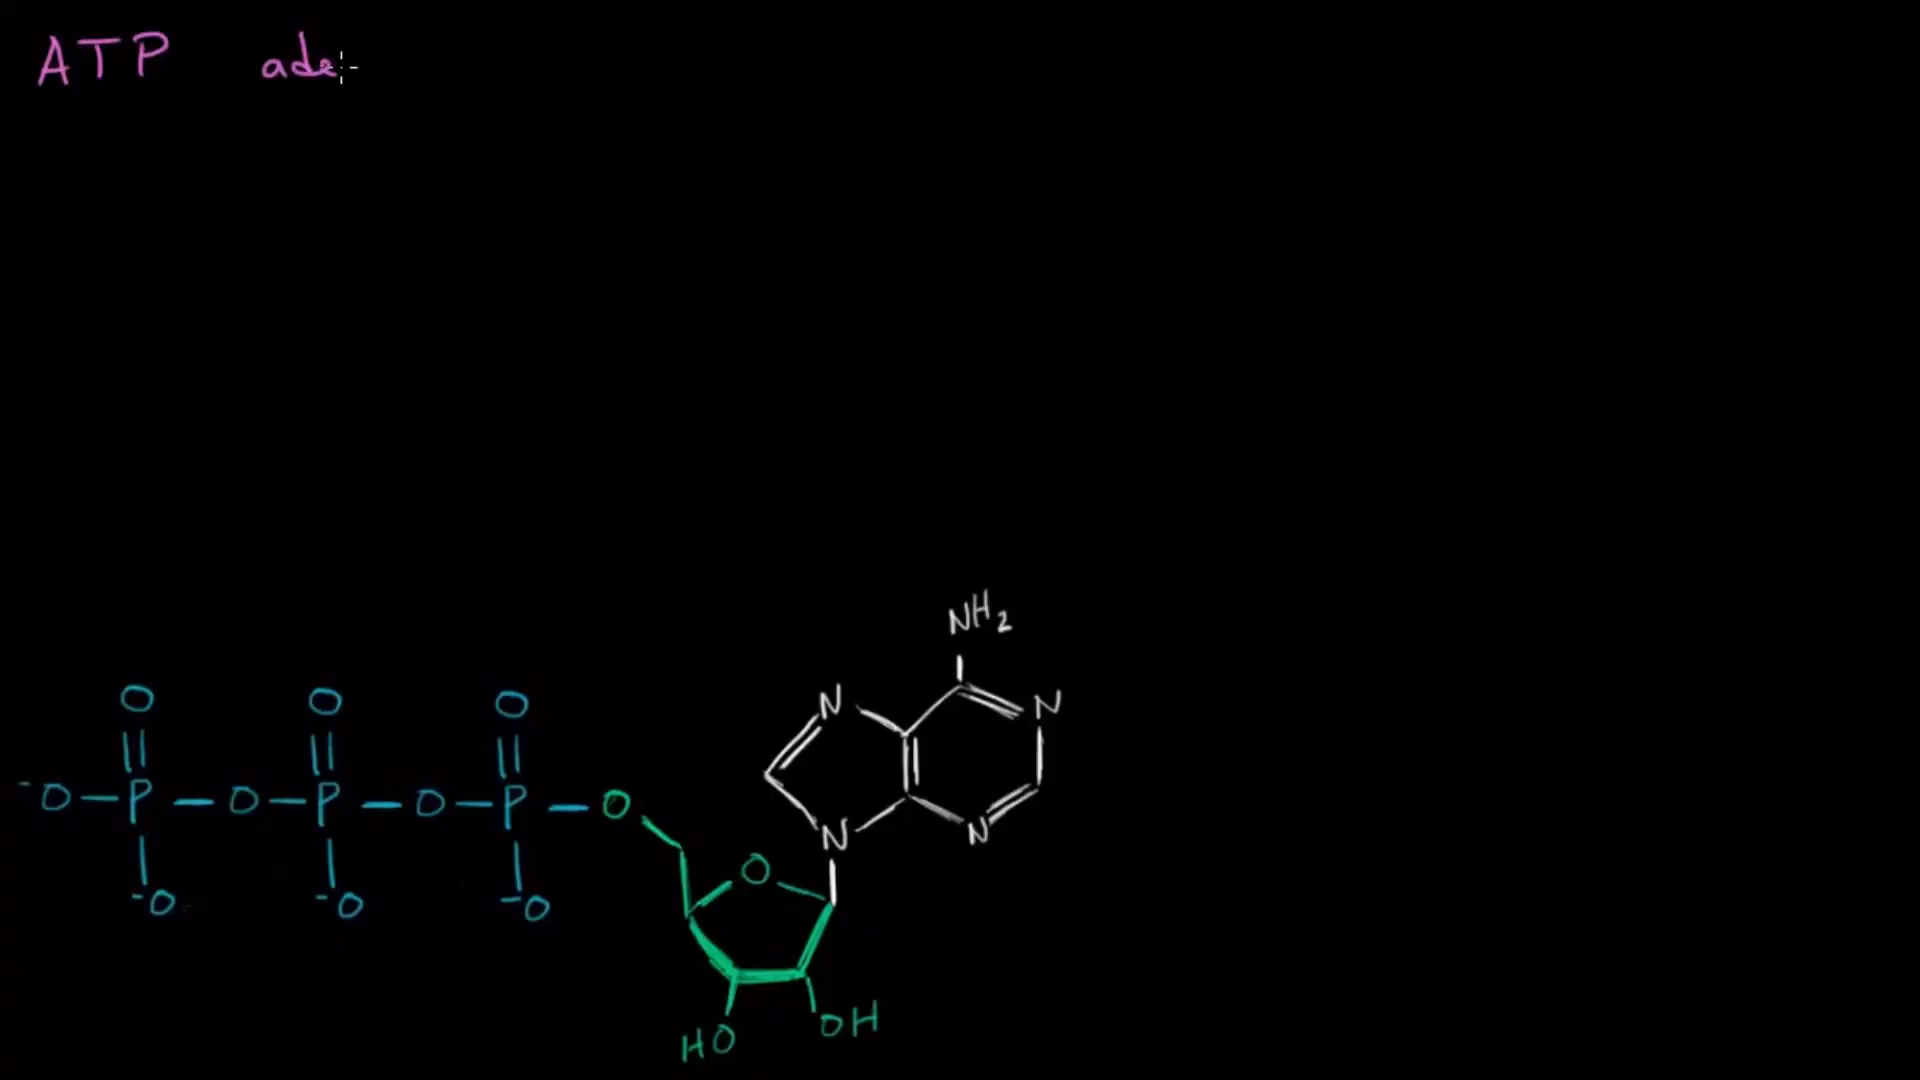 ATP ade
NH2
N N
O O O
-O P O P O P O
N N
O
-O -O -O
OH
HO